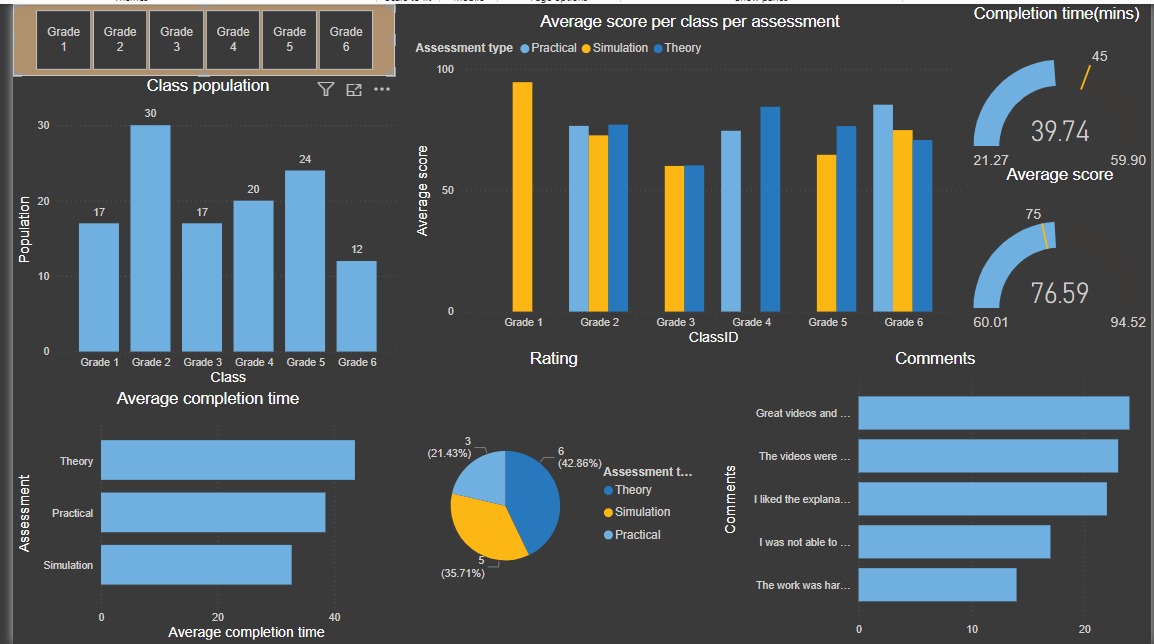 Grade 1
Grade 2
Grade 3
Grade 4
Grade 5
Grade 6
Class population
Population
30
20
10
0
17
30
17
20
24
12
Grade 1 Grade 2 Grade 3 Grade 4 Grade 5 Grade 6
Class
Average score per class per assessment
Assessment type Practical Simulation Theory
Average score
100
50
0
Grade 1 Grade 2 Grade 3 Grade 4 Grade 5 Grade 6
ClassID
Completion time(mins)
45
39.74
21.27 59.90
Average score
75
76.59
60.01 94.52
Average completion time
Assessment
Theory
Practical
Simulation
0 20 40
Average completion time
Rating
3
(21.43%)
6
(42.86%)
5
(35.71%)
Assessment t...
Theory
Simulation
Practical
Comments
Comments
Great videos and ...
The videos were ...
I liked the explana...
I was not able to ...
The work was har...
0 10 20